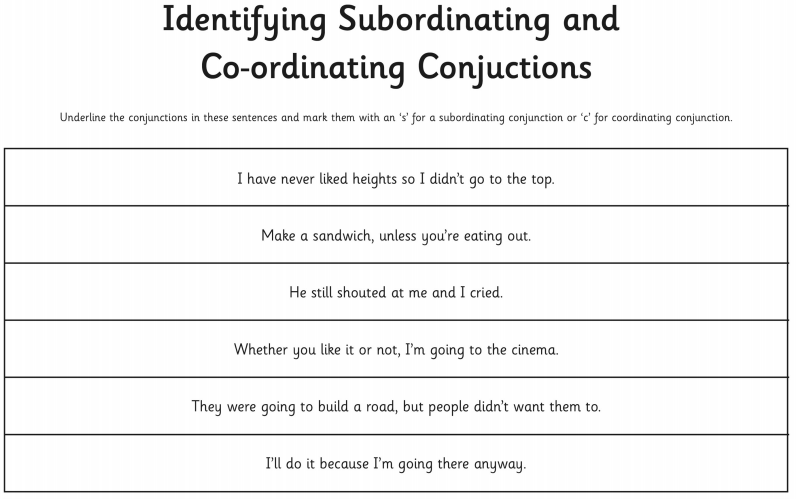 Identifying Subordinating and
Co-ordinating Conjuctions
Underline the conjunctions in these sentences and mark them with an ‘s’ for a subordinating conjunction or ‘c’ for coordinating conjunction.
I have never liked heights so I didn’t go to the top.
Make a sandwich, unless you’re eating out.
He still shouted at me and I cried.
Whether you like it or not, I’m going to the cinema.
They were going to build a road, but people didn’t want them to.
I’ll do it because I’m going there anyway.